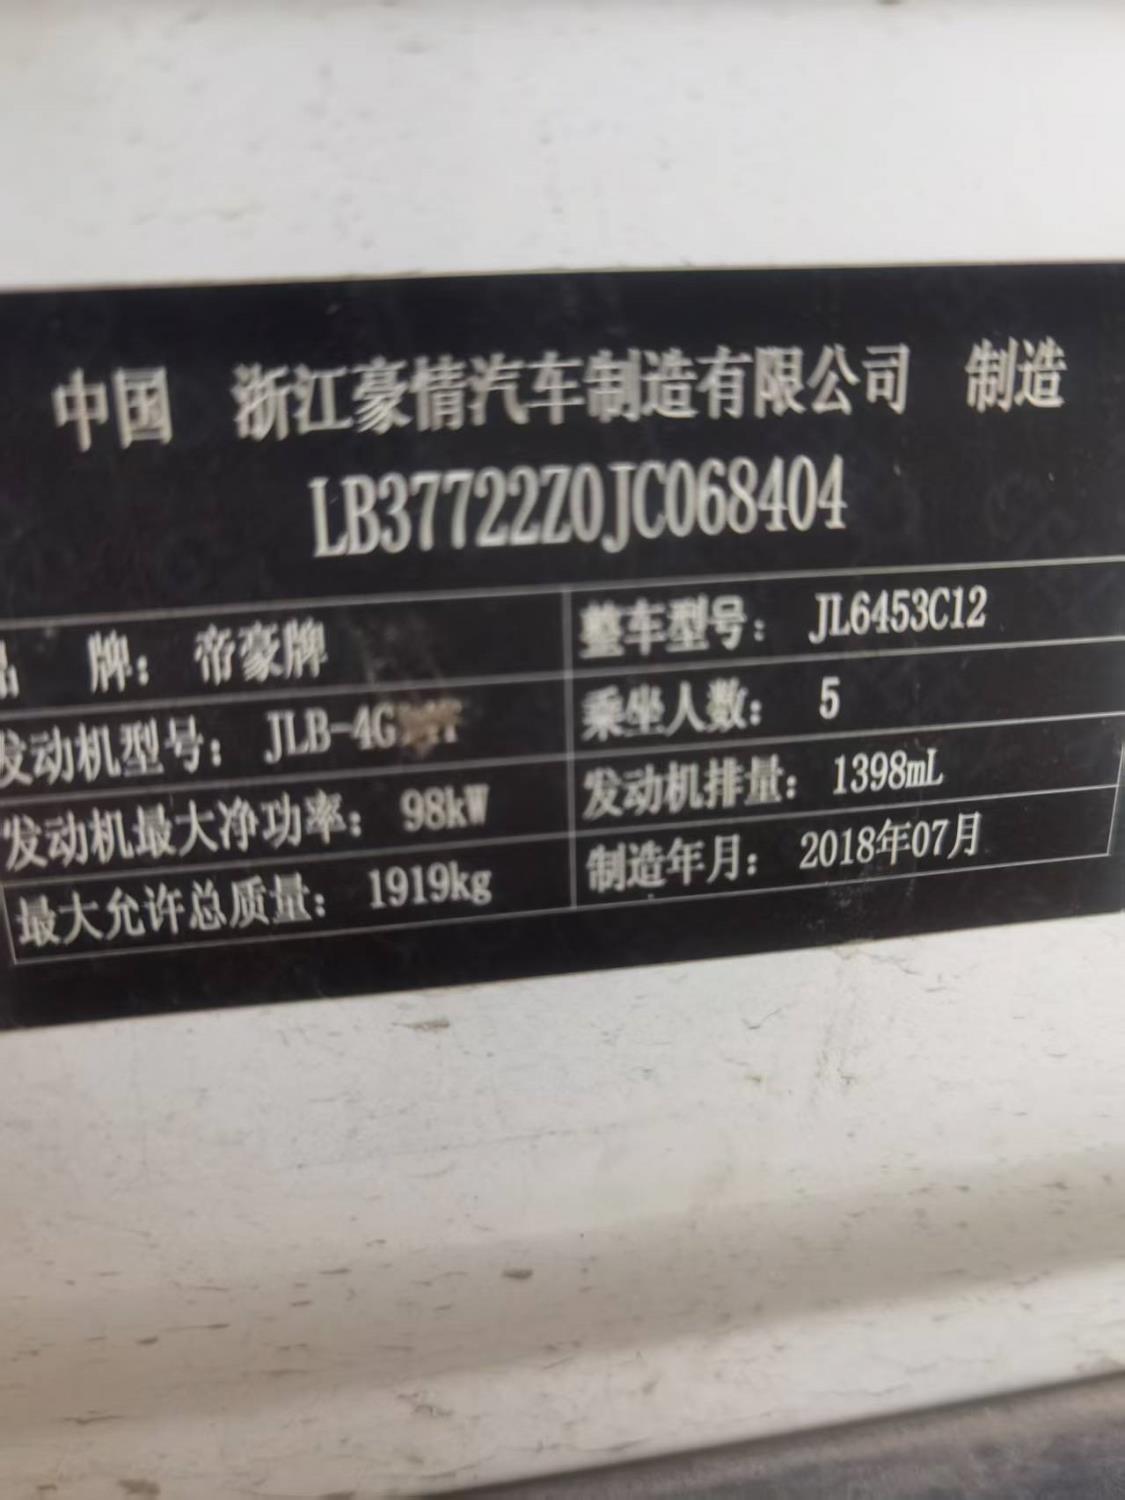 中国 浙江豪情汽车制造有限公司 制造
LB37722Z0JC068404
品 牌：帝豪牌 整车型号：JL6453C12
发动机型号： 乘坐人数：5
发动机最大净功率：98kW 发动机排量：1398mL
最大允许总质量：1919kg 制造年月：2018年07月